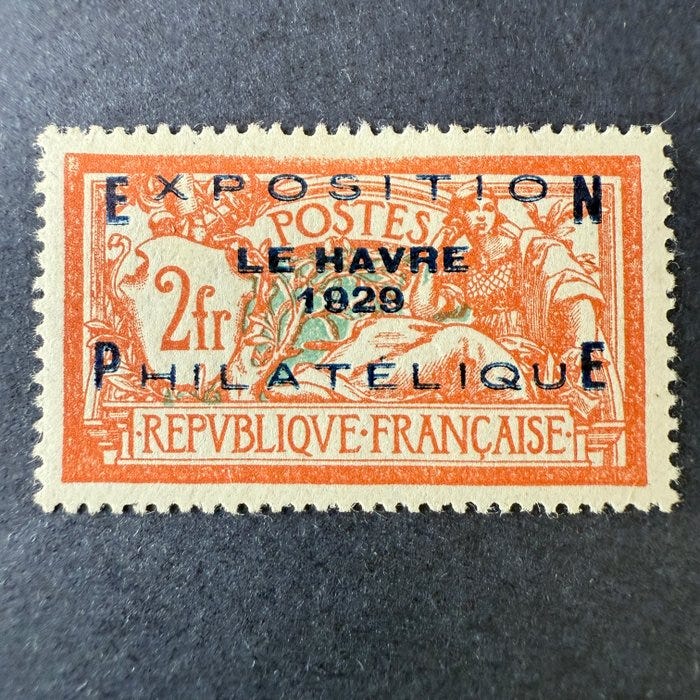 EXPOSITION
POSTES
LE HAVRE
1929
2fr
PHILATÉLIQUE
·REPVBLIQVE·FRANÇAISE·